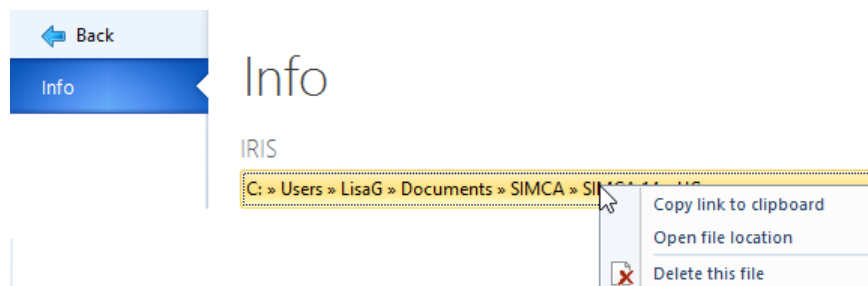 Back
Info
Info
IRIS
C: » Users » LisaG » Documents » SIMCA »
Copy link to clipboard
Open file location
Delete this file